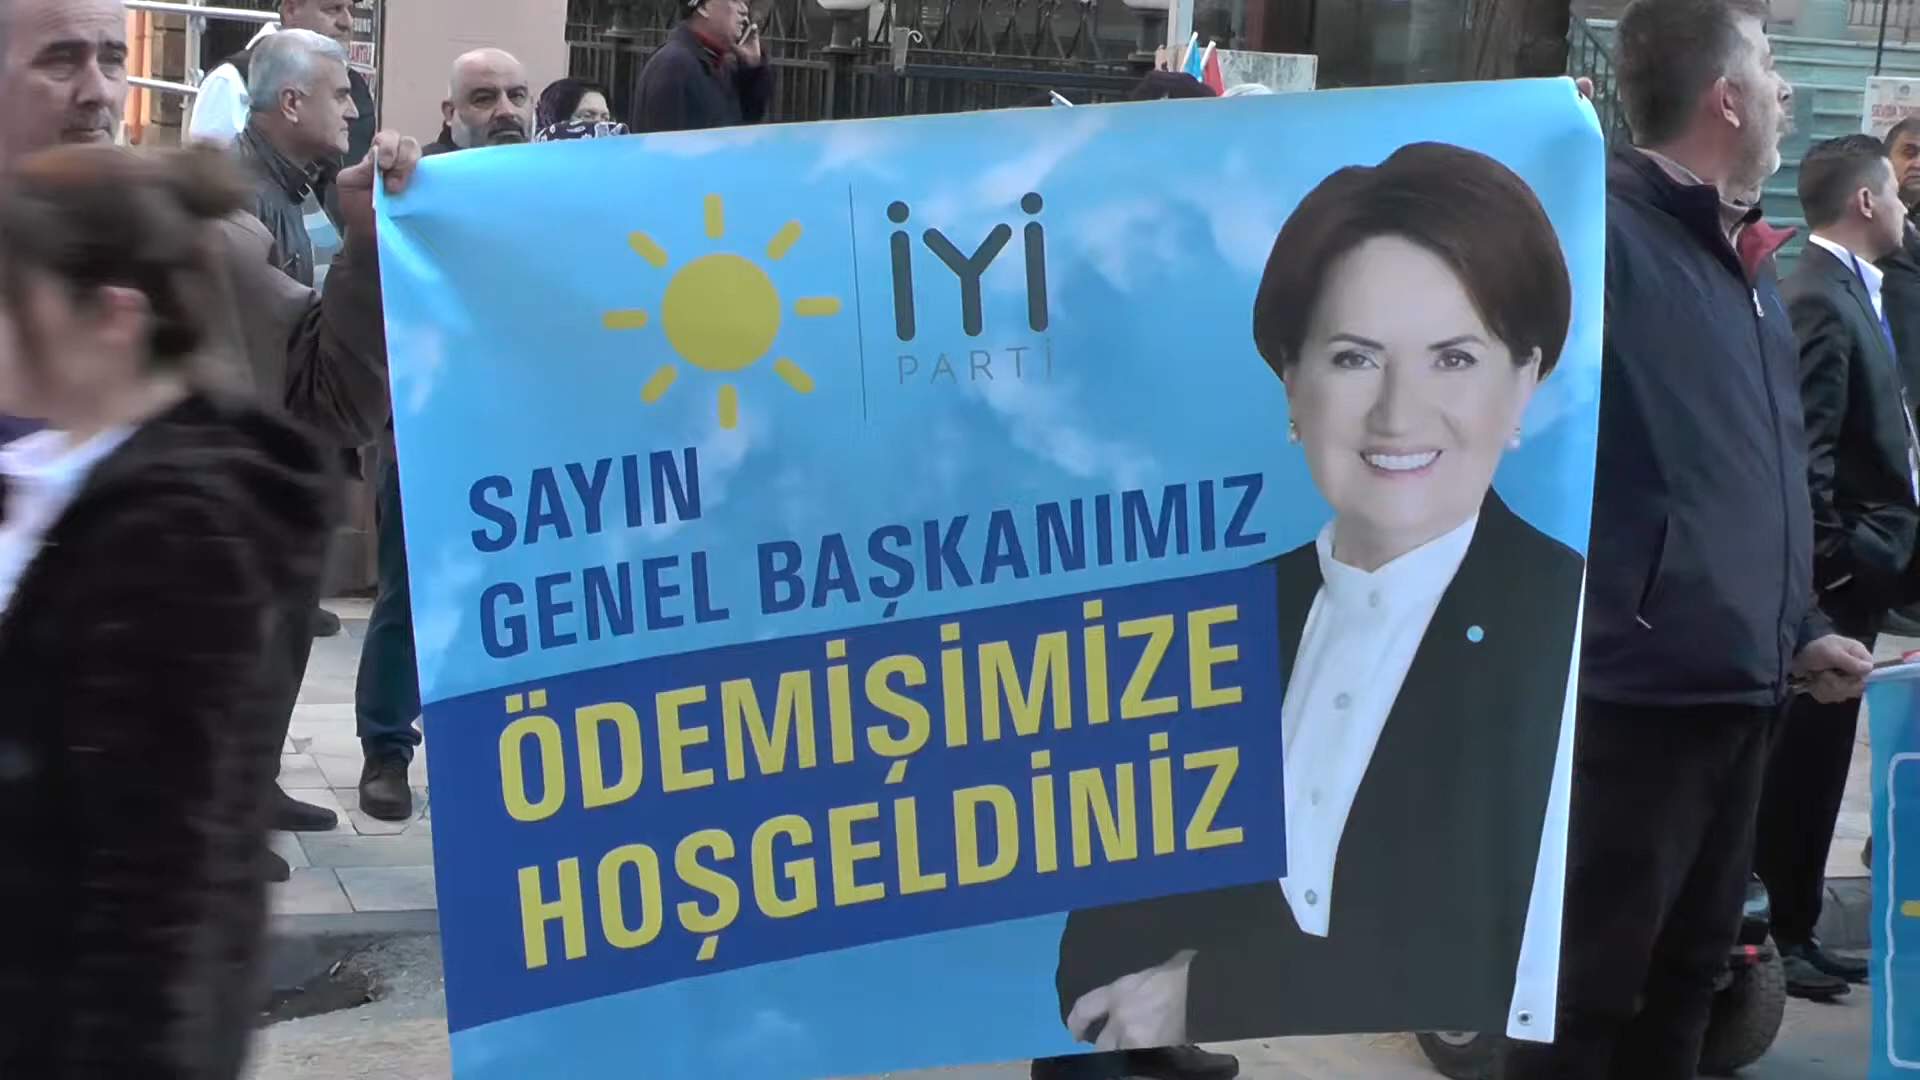 İYİ
PARTİ
SAYIN
GENEL BAŞKANIMIZ
ÖDEMİŞİMİZE
HOŞGELDİNİZ